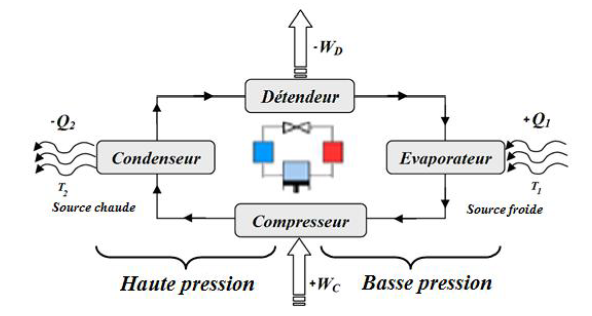 -W_D
Détendeur
-Q_2
+Q_1
Condenseur
Evaporateur
T_2
T_1
Source chaude
Source froide
Compresseur
Haute pression
+W_C
Basse pression